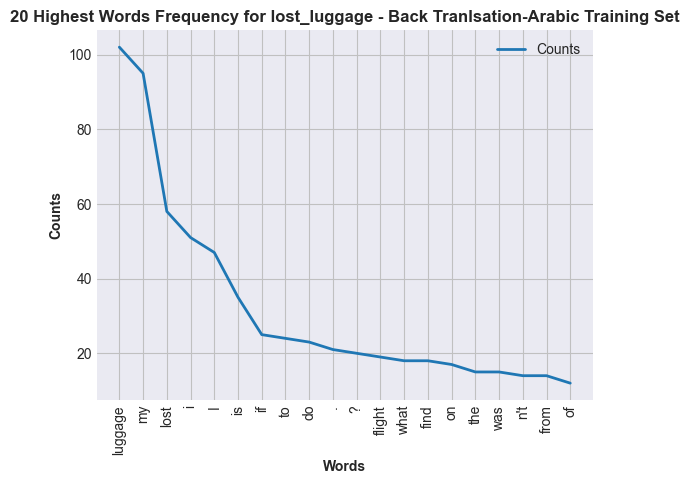 20 Highest Words Frequency for lost_luggage - Back Tranlsation-Arabic Training Set
Counts
100
80
60
40
20
Counts
luggage
my
lost
i
I
is
if
to
do
.
?
flight
what
find
on
the
was
n't
from
of
Words